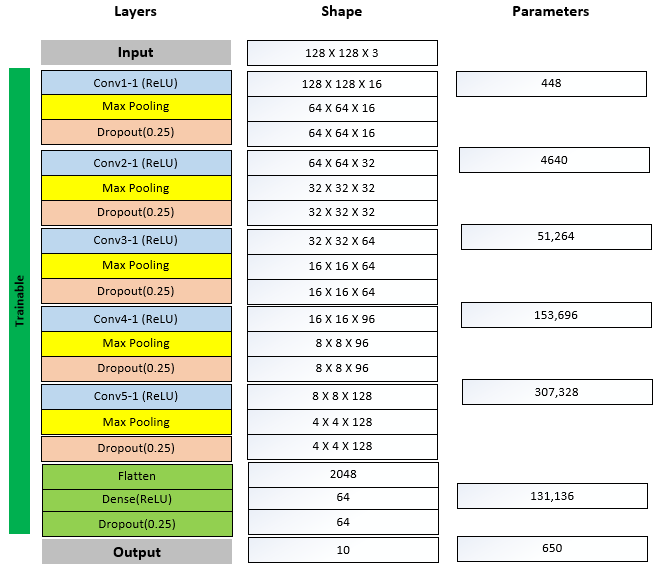 Layers Shape Parameters
Input 128 X 128 X 3
Conv1-1 (ReLU) 128 X 128 X 16 448
Max Pooling 64 X 64 X 16
Dropout(0.25) 64 X 64 X 16
Conv2-1 (ReLU) 64 X 64 X 32 4640
Max Pooling 32 X 32 X 32
Dropout(0.25) 32 X 32 X 32
Conv3-1 (ReLU) 32 X 32 X 64 51,264
Max Pooling 16 X 16 X 64
Dropout(0.25) 16 X 16 X 64
Conv4-1 (ReLU) 16 X 16 X 96 153,696
Max Pooling 8 X 8 X 96
Dropout(0.25) 8 X 8 X 96
Conv5-1 (ReLU) 8 X 8 X 128 307,328
Max Pooling 4 X 4 X 128
Dropout(0.25) 4 X 4 X 128
Flatten 2048
Dense(ReLU) 64 131,136
Dropout(0.25) 64
Output 10 650
Trainable